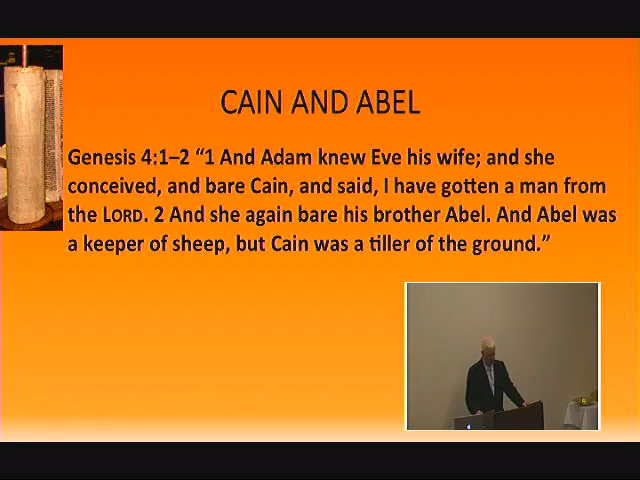 CAIN AND ABEL
Genesis 4:1–2 “1 And Adam knew Eve his wife; and she
conceived, and bare Cain, and said, I have gotten a man from
the LORD. 2 And she again bare his brother Abel. And Abel was
a keeper of sheep, but Cain was a tiller of the ground.”